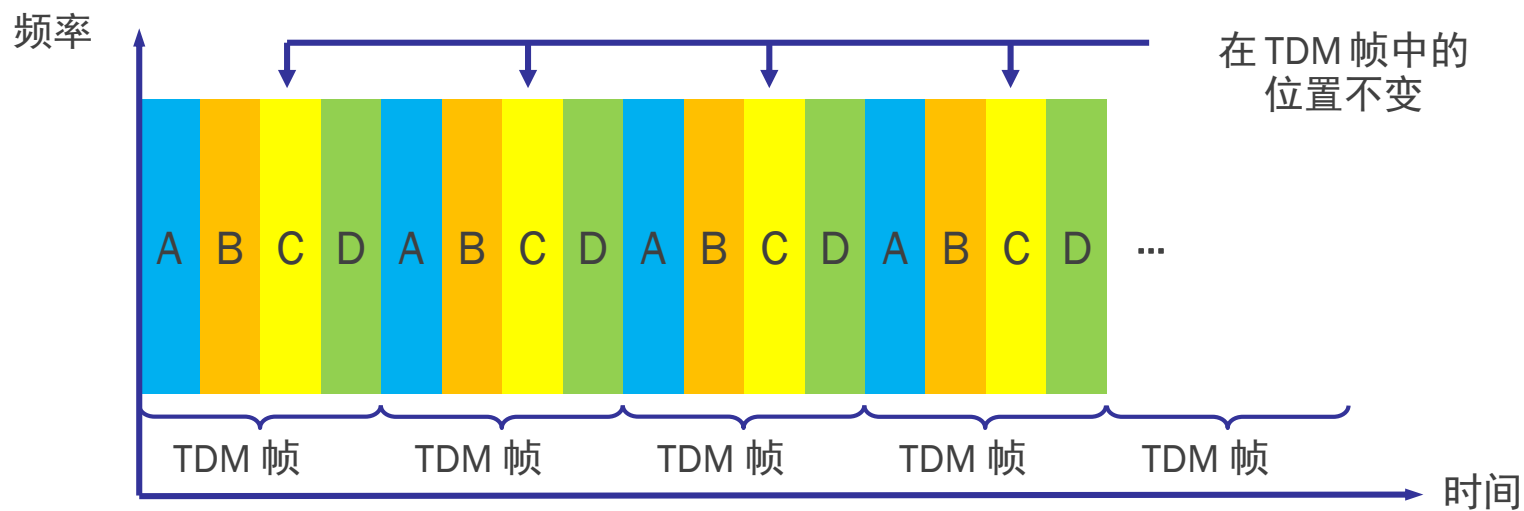 频率
在 TDM 帧中的
位置不变
A B C D A B C D A B C D A B C D ...
TDM 帧 TDM 帧 TDM 帧 TDM 帧 TDM 帧
时间